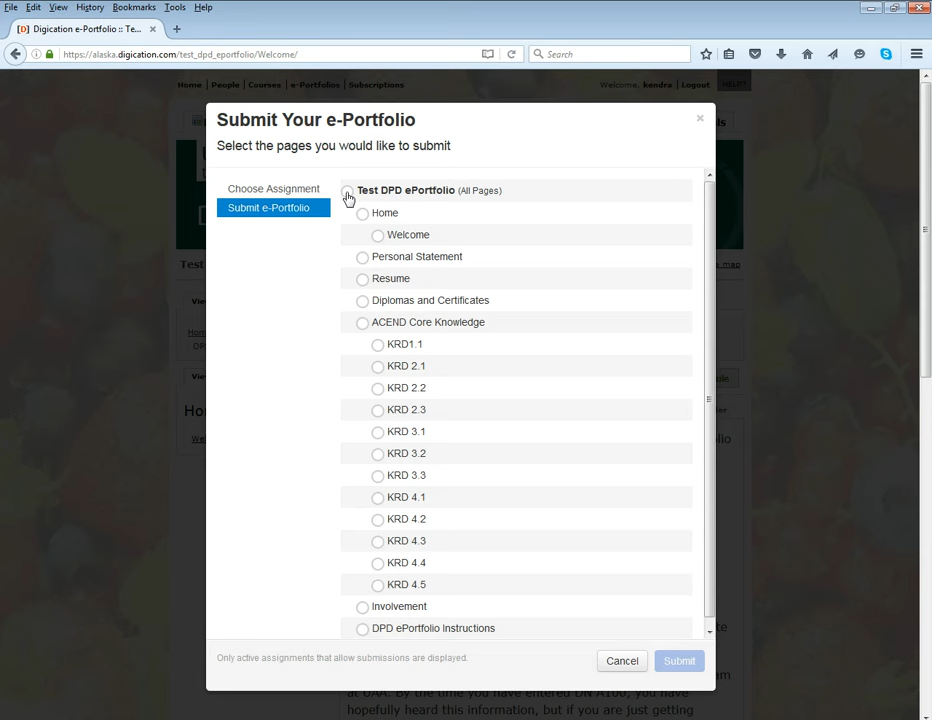 File Edit View History Bookmarks Tools Help
[D] Digication e-Portfolio :: Te...
https://alaska.digication.com/test_dpd_eportfolio/Welcome/
Search
Home | People | Courses | e-Portfolios | Subscriptions
Welcome, kendra | Logout HELP?
Submit Your e-Portfolio
Select the pages you would like to submit
Choose Assignment
Submit e-Portfolio
Test DPD ePortfolio (All Pages)
Home
Welcome
Personal Statement
Resume
Diplomas and Certificates
ACEND Core Knowledge
KRD1.1
KRD 2.1
KRD 2.2
KRD 2.3
KRD 3.1
KRD 3.2
KRD 3.3
KRD 4.1
KRD 4.2
KRD 4.3
KRD 4.4
KRD 4.5
Involvement
DPD ePortfolio Instructions
Only active assignments that allow submissions are displayed.
Cancel
Submit
at UAA. By the time you have entered DN A100, you have
hopefully heard this information, but if you are just getting